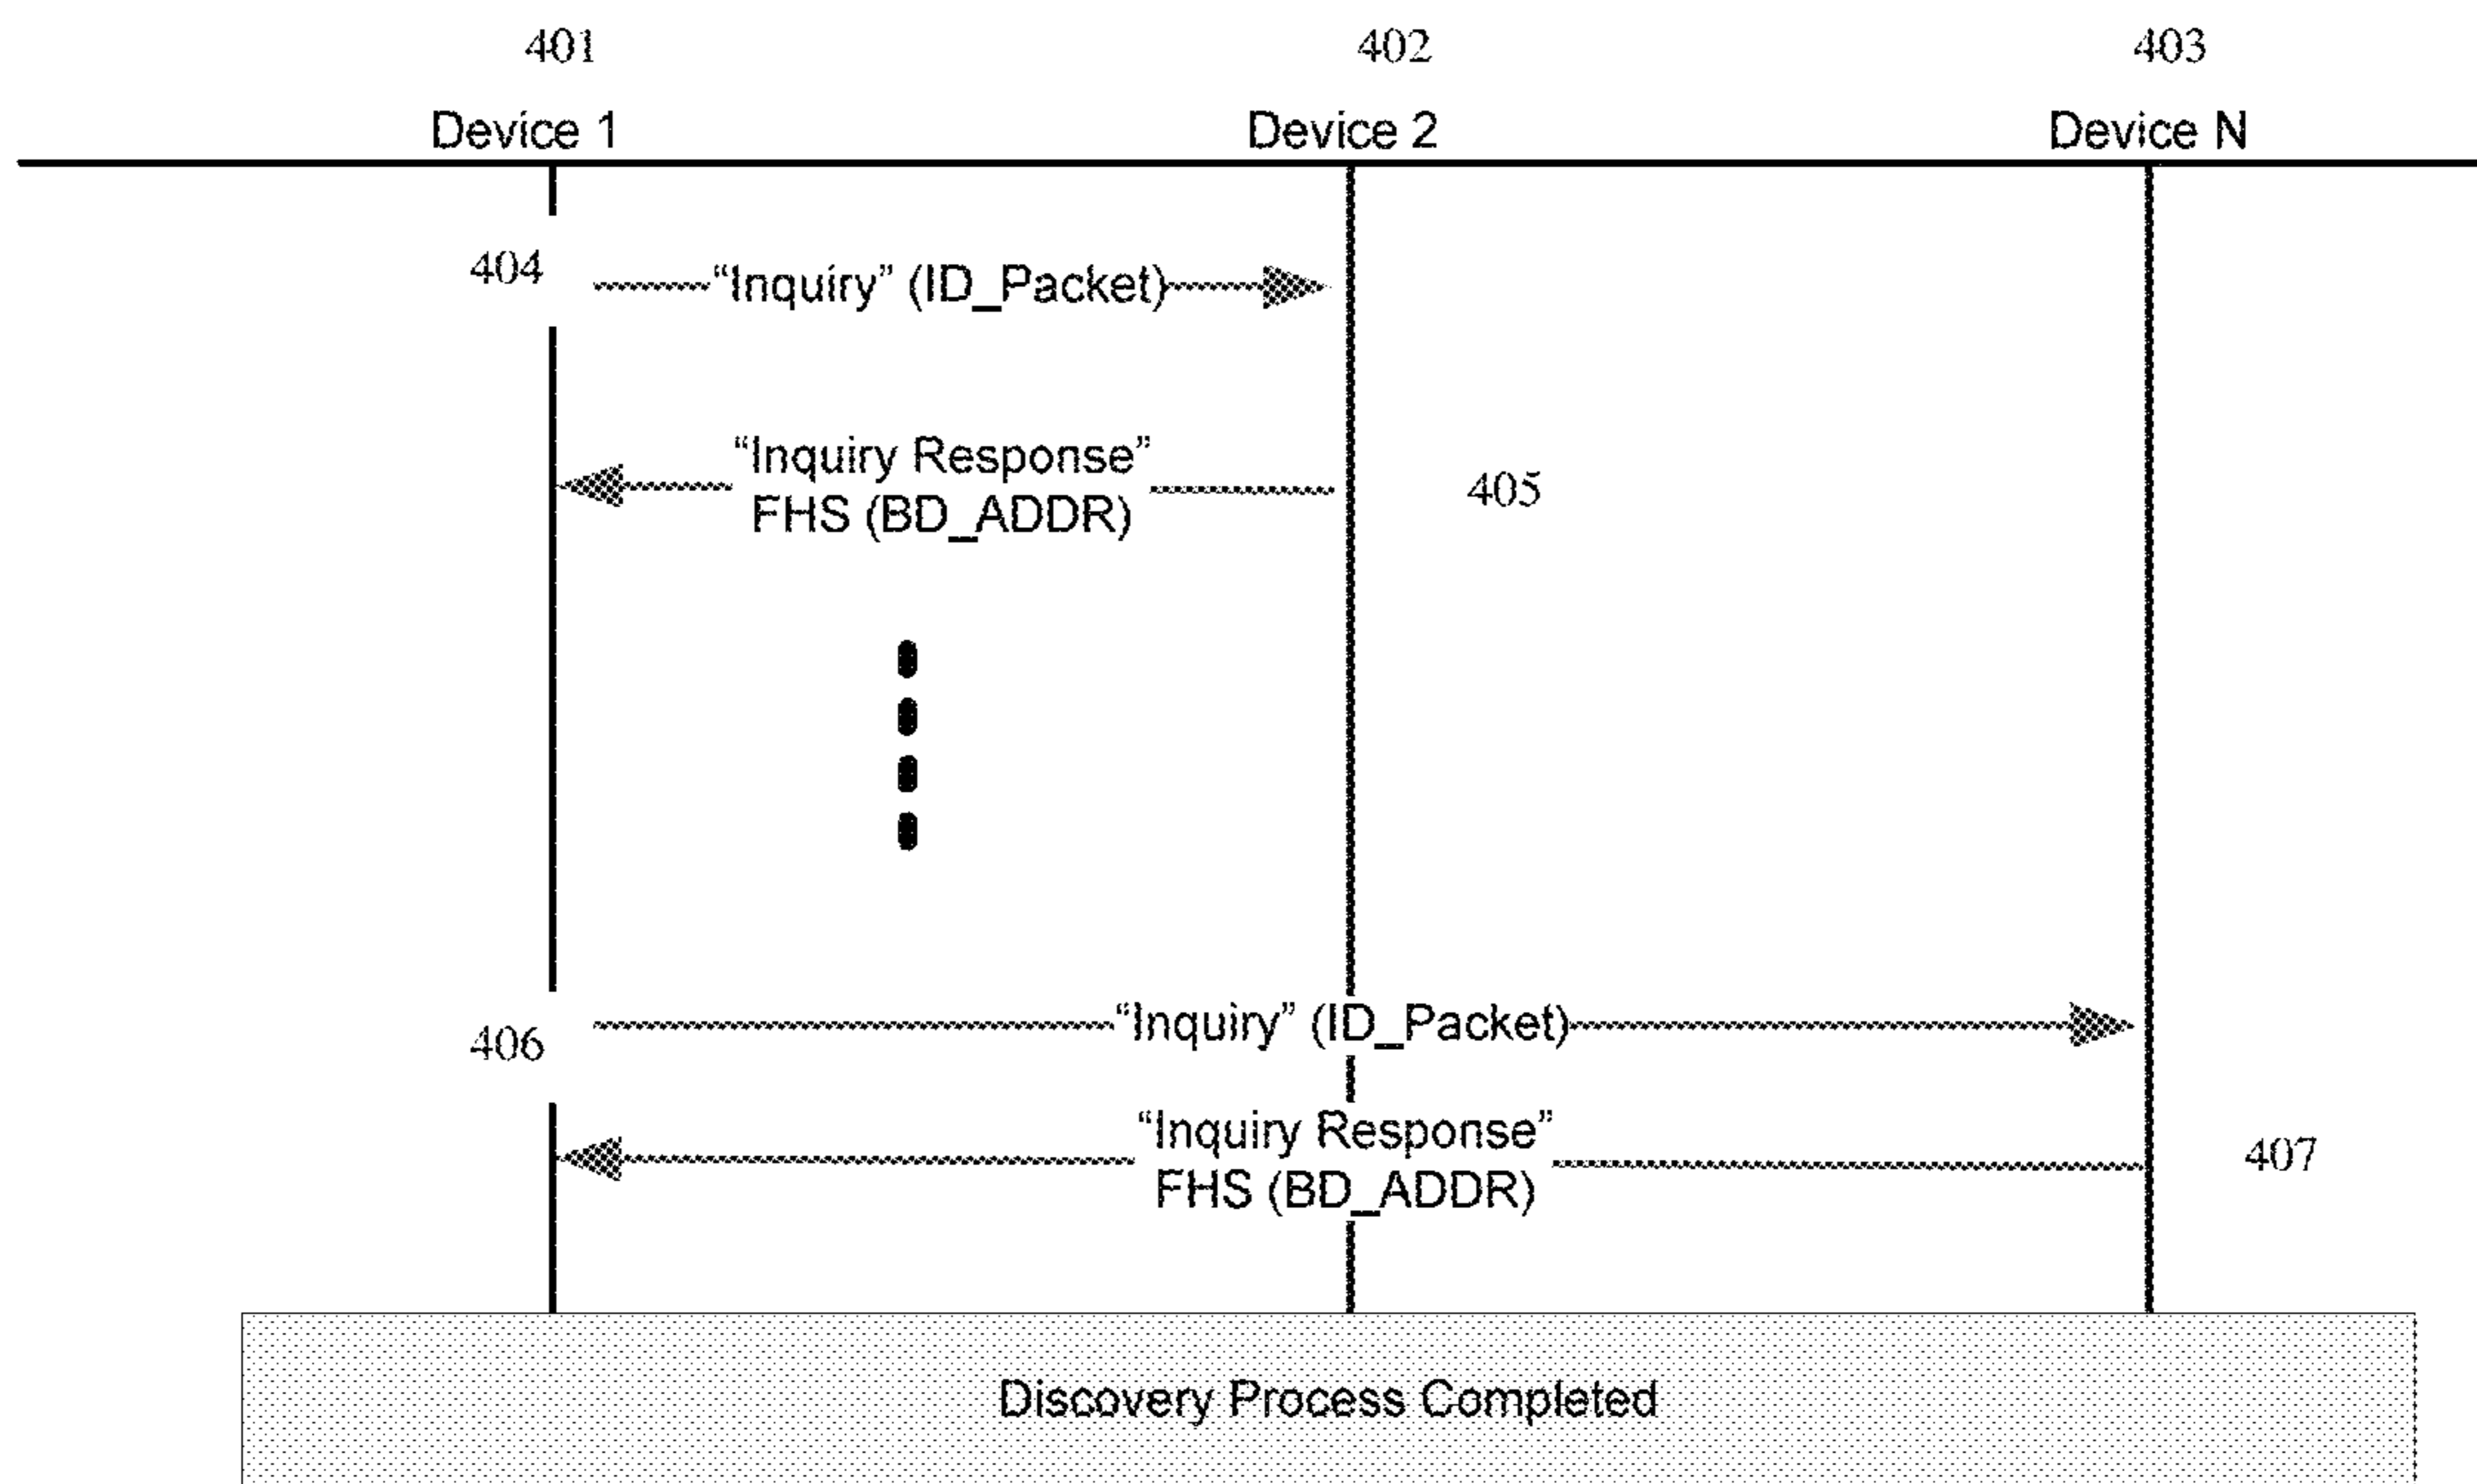 401 402 403
Device 1 Device 2 Device N
404 “Inquiry” (ID_Packet)
“Inquiry Response”
FHS (BD_ADDR)
405
“Inquiry” (ID_Packet)
406
“Inquiry Response”
FHS (BD_ADDR)
407
Discovery Process Completed